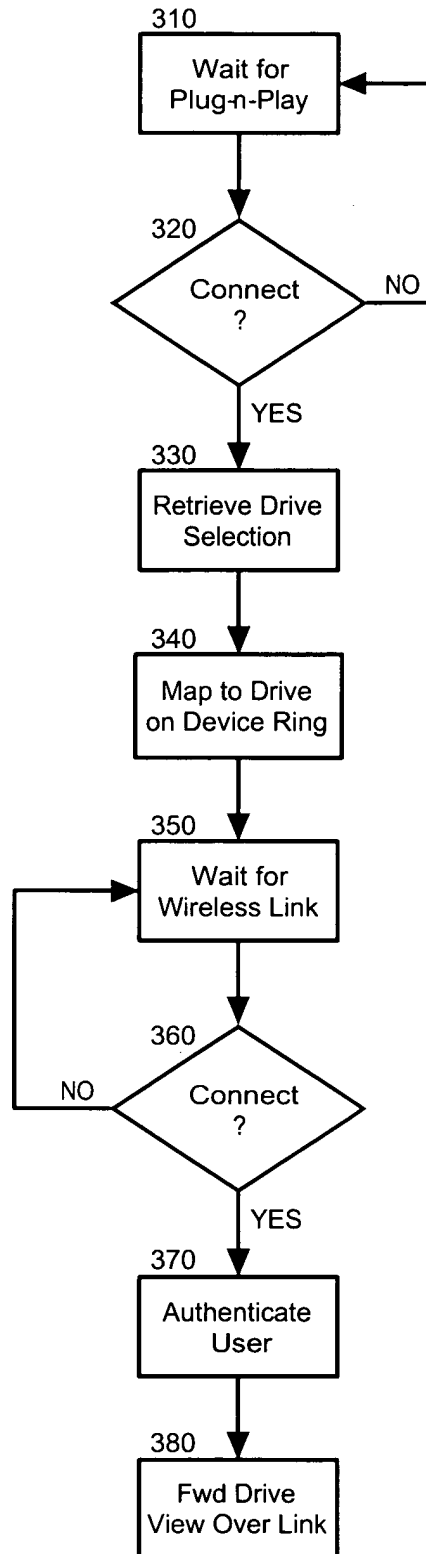 310
Wait for
Plug-n-Play
320
Connect
?
NO
YES
330
Retrieve Drive
Selection
340
Map to Drive
on Device Ring
350
Wait for
Wireless Link
360
Connect
?
NO
YES
370
Authenticate
User
380
Fwd Drive
View Over Link